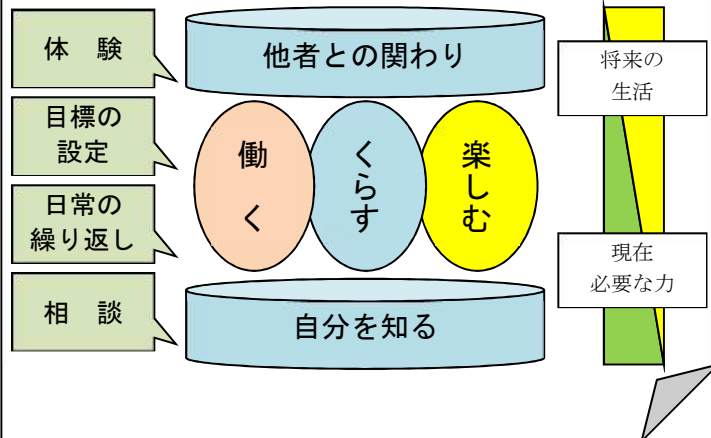 体　験
目標の
設定
日常の
繰り返し
相　談
他者との関わり
働く
くらす
楽しむ
自分を知る
将来の
生活
現在
必要な力